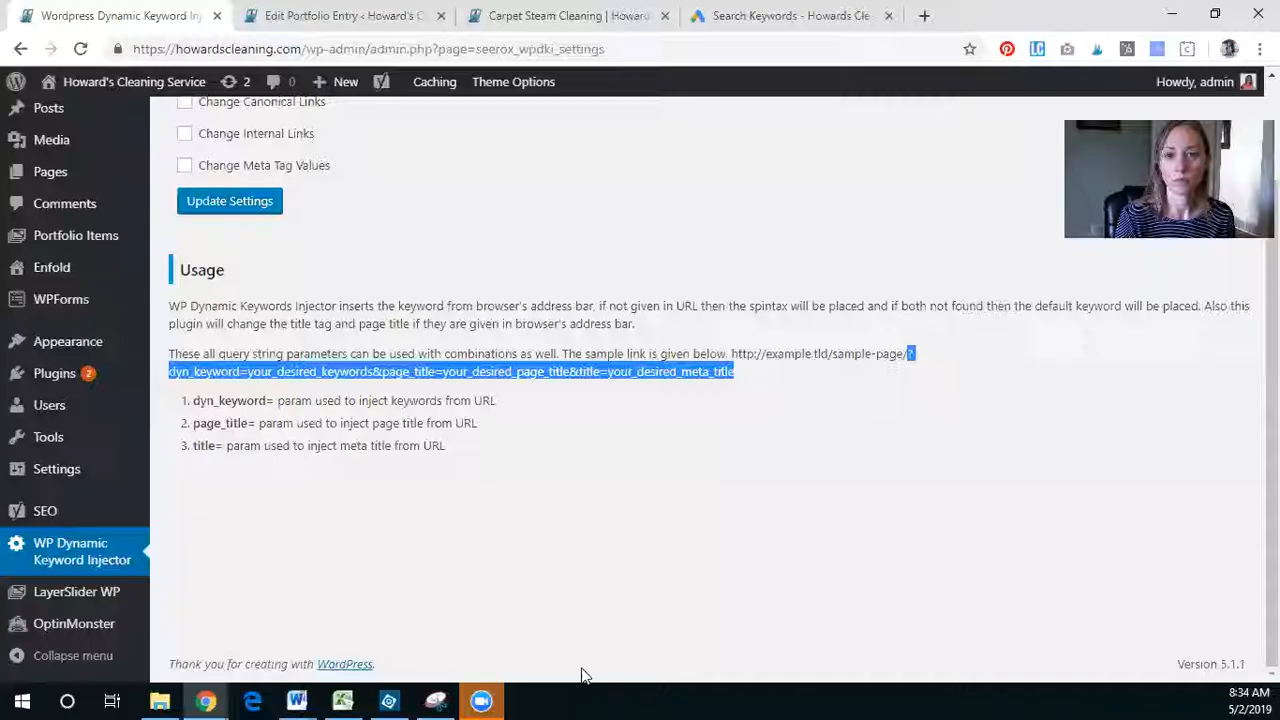 Wordpress Dynamic Keyword Inj
Edit Portfolio Entry ‹ Howard's C
Carpet Steam Cleaning | Howard
Search Keywords - Howards Cle
https://howardscleaning.com/wp-admin/admin.php?page=seerox_wpdki_settings
Howard's Cleaning Service
2
0
New
Caching
Theme Options
Howdy, admin
Posts
Media
Pages
Comments
Portfolio Items
Enfold
WPForms
Appearance
Plugins 2
Users
Tools
Settings
SEO
WP Dynamic
Keyword Injector
LayerSlider WP
OptinMonster
Collapse menu
Change Canonical Links
Change Internal Links
Change Meta Tag Values
Update Settings
Usage
WP Dynamic Keywords Injector inserts the keyword from browser's address bar, if not given in URL then the spintax will be placed and if both not found then the default keyword will be placed. Also this
plugin will change the title tag and page title if they are given in browser's address bar.
These all query string parameters can be used with combinations as well. The sample link is given below. http://example.tld/sample-page/?
dyn_keyword=your_desired_keywords&page_title=your_desired_page_title&title=your_desired_meta_title
1. dyn_keyword= param used to inject keywords from URL
2. page_title= param used to inject page title from URL
3. title= param used to inject meta title from URL
Thank you for creating with WordPress.
Version 5.1.1
8:34 AM
5/2/2019